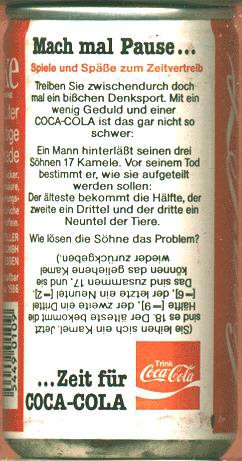 Mach mal Pause...
Spiele und Späße zum Zeitvertreib
Treiben Sie zwischendurch doch
mal ein bißchen Denksport. Mit ein
wenig Geduld und einer
COCA-COLA ist das gar nicht so
schwer:
Ein Mann hinterläßt seinen drei
Söhnen 17 Kamele. Vor seinem Tod
bestimmt er, wie sie aufgeteilt
werden sollen:
Der älteste bekommt die Hälfte, der
zweite ein Drittel und der dritte ein
Neuntel der Tiere.
Wie lösen die Söhne das Problem?
(Sie leihen sich ein Kamel. Jetzt
sind es 18. Der älteste bekommt die
Hälfte [=9], der zweite ein Drittel
[=6], der letzte ein Neuntel [=2].
Das sind zusammen 17, und sie
können das geliehene Kamel
wieder zurückgeben.)
...Zeit für
COCA-COLA
Trink
Coca-Cola
5449 0109